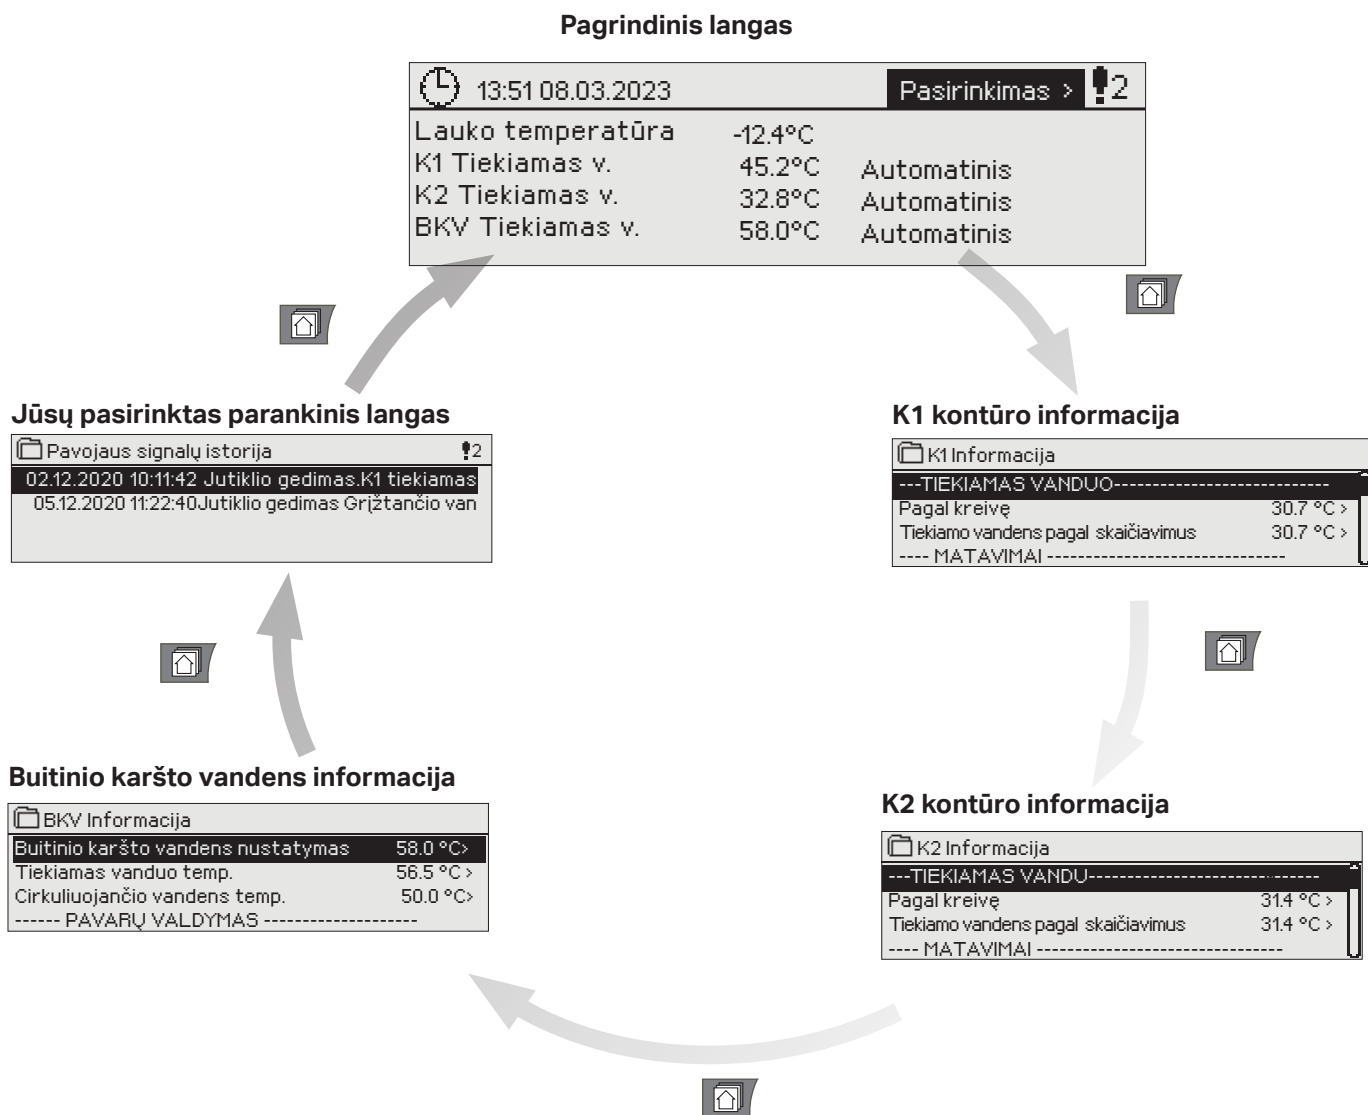 Pagrindinis langas
13:51 08.03.2023 Pasirinkimas > 2
Lauko temperatūra -12.4°C
K1 Tiekiamas v. 45.2°C Automatinis
K2 Tiekiamas v. 32.8°C Automatinis
BKV Tiekiamas v. 58.0°C Automatinis
Jūsų pasirinktas parankinis langas
Pavojaus signalų istorija 2
02.12.2020 10:11:42 Jutiklio gedimas.K1 tiekiamas
05.12.2020 11:22:40Jutiklio gedimas Grįžtančio van
K1 kontūro informacija
K1 Informacija
---TIEKIAMAS VANDUO----------------------------
Pagal kreivę 30.7 °C >
Tiekiamo vandens pagal skaičiavimus 30.7 °C >
---- MATAVIMAI -------------------------------
Buitinio karšto vandens informacija
BKV Informacija
Buitinio karšto vandens nustatymas 58.0 °C>
Tiekiamas vanduo temp. 56.5 °C >
Cirkuliuojančio vandens temp. 50.0 °C>
------ PAVARŲ VALDYMAS --------------------
K2 kontūro informacija
K2 Informacija
---TIEKIAMAS VANDU------------------------------
Pagal kreivę 31.4 °C >
Tiekiamo vandens pagal skaičiavimus 31.4 °C >
---- MATAVIMAI --------------------------------